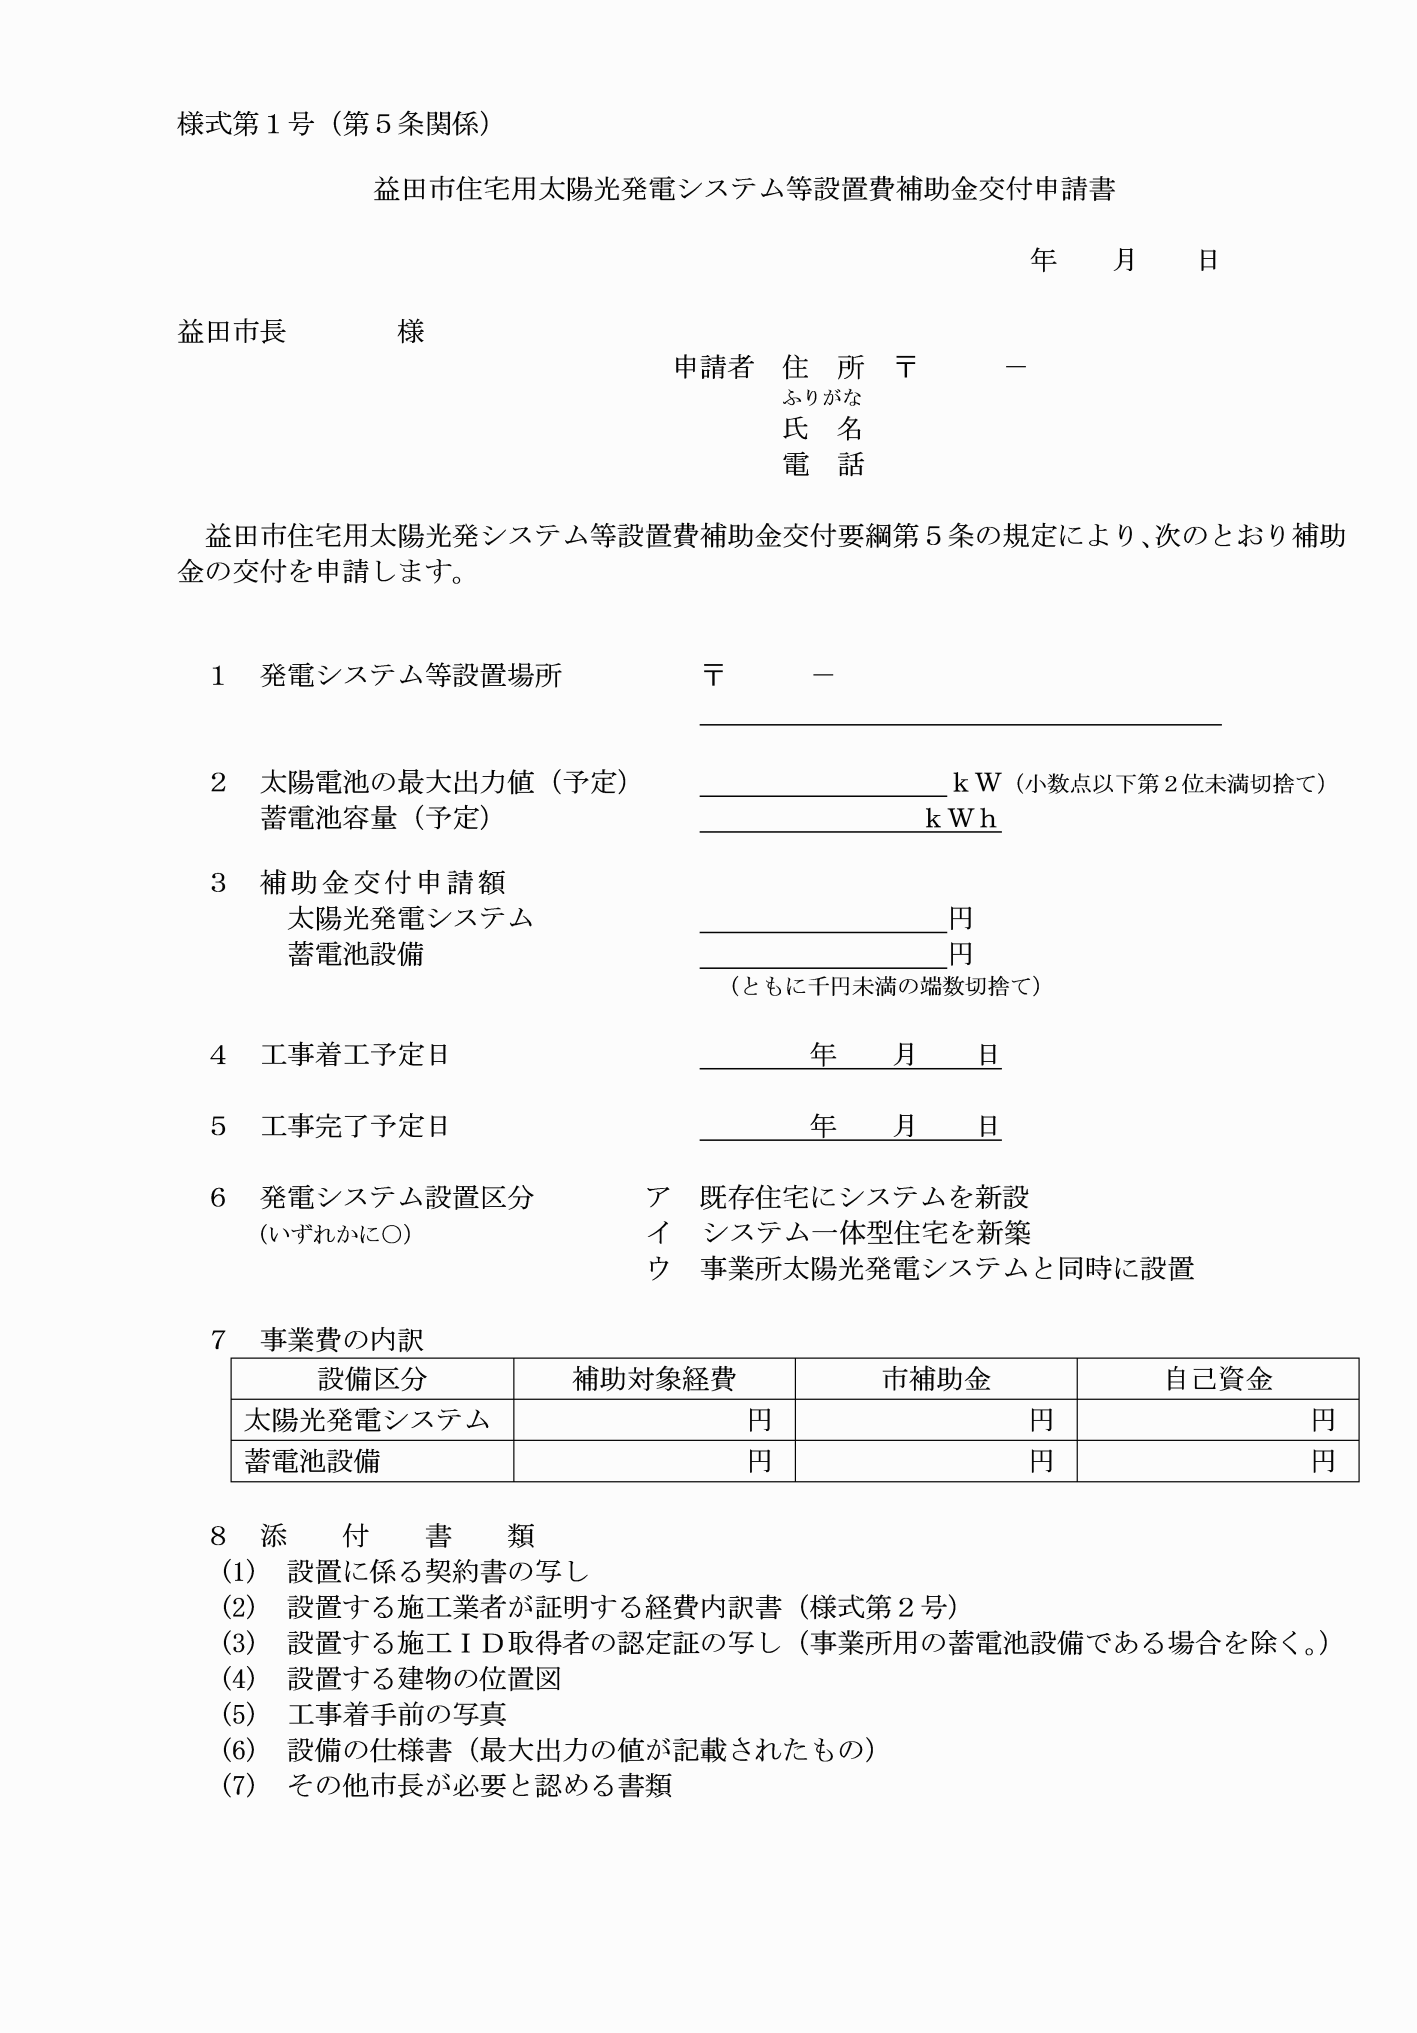 様式第１号（第５条関係）
益田市住宅用太陽光発電システム等設置費補助金交付申請書
年　　月　　日
益田市長　　　　様
申請者　住　所　〒　　　－
ふりがな
氏　名
電　話
益田市住宅用太陽光発システム等設置費補助金交付要綱第５条の規定により、次のとおり補助
金の交付を申請します。
１　発電システム等設置場所　　　　　〒　　　－
２　太陽電池の最大出力値（予定）　　　ｋＷ（小数点以下第２位未満切捨て）
蓄電池容量（予定）　　　ｋＷｈ
３　補助金交付申請額
太陽光発電システム　　　円
蓄電池設備　　　円
（ともに千円未満の端数切捨て）
４　工事着工予定日　　　年　　月　　日
５　工事完了予定日　　　年　　月　　日
６　発電システム設置区分　　　ア　既存住宅にシステムを新設
（いずれかに○）　　　イ　システム一体型住宅を新築
ウ　事業所太陽光発電システムと同時に設置
７　事業費の内訳
設備区分　補助対象経費　市補助金　自己資金
太陽光発電システム　円　円　円
蓄電池設備　円　円　円
８　添　　付　　書　　類
(1)　設置に係る契約書の写し
(2)　設置する施工業者が証明する経費内訳書（様式第２号）
(3)　設置する施工ＩＤ取得者の認定証の写し（事業所用の蓄電池設備である場合を除く。）
(4)　設置する建物の位置図
(5)　工事着手前の写真
(6)　設備の仕様書（最大出力の値が記載されたもの）
(7)　その他市長が必要と認める書類